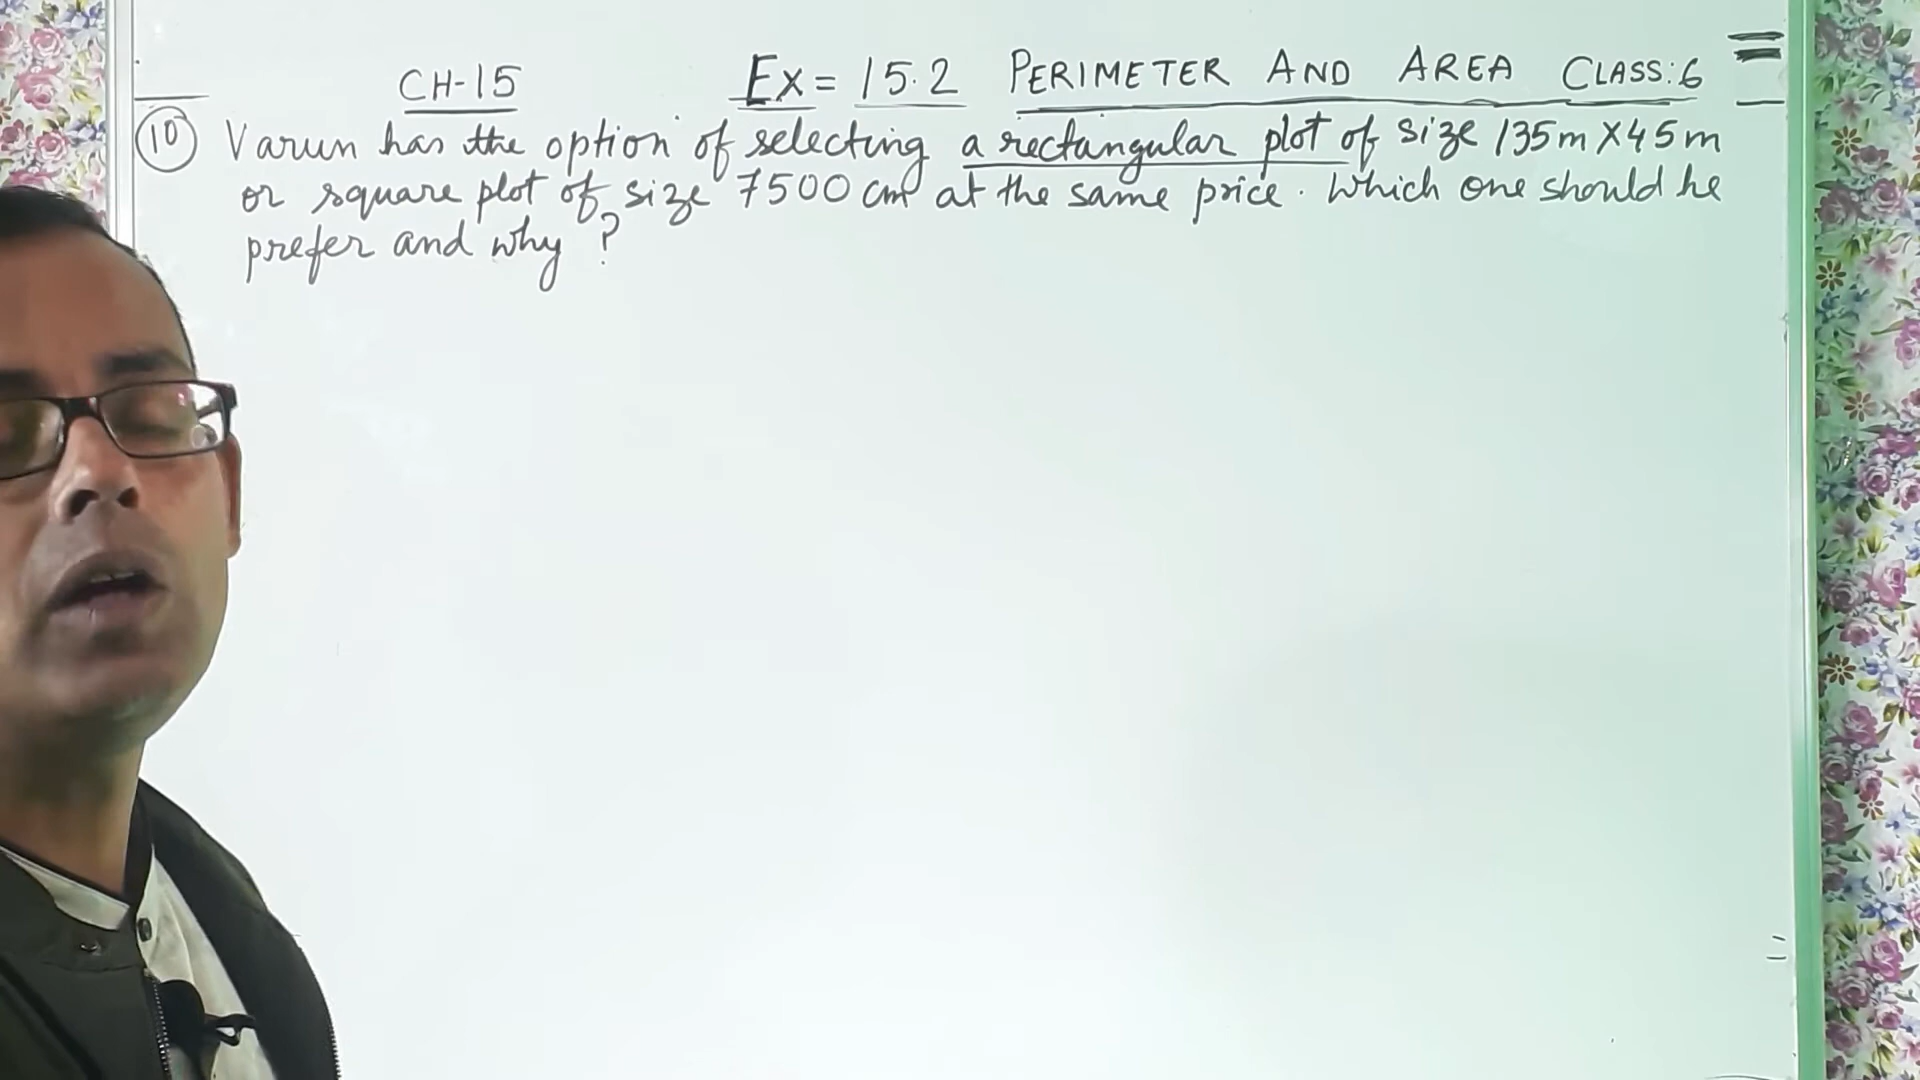 CH-15 Ex = 15.2 PERIMETER AND AREA CLASS:6
10 Varun has the option of selecting a rectangular plot of size 135m X 45m
or square plot of size 7500 cm at the same price. Which one should he
prefer and why ?